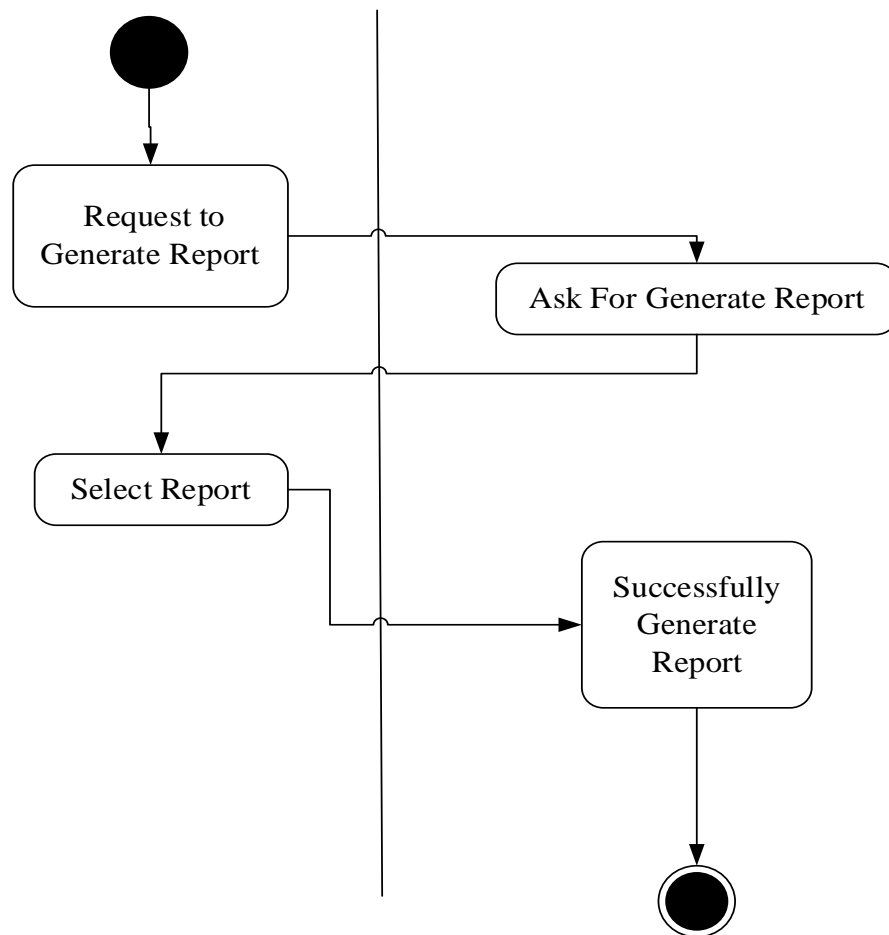 Request to
Generate Report
Ask For Generate Report
Select Report
Successfully
Generate
Report